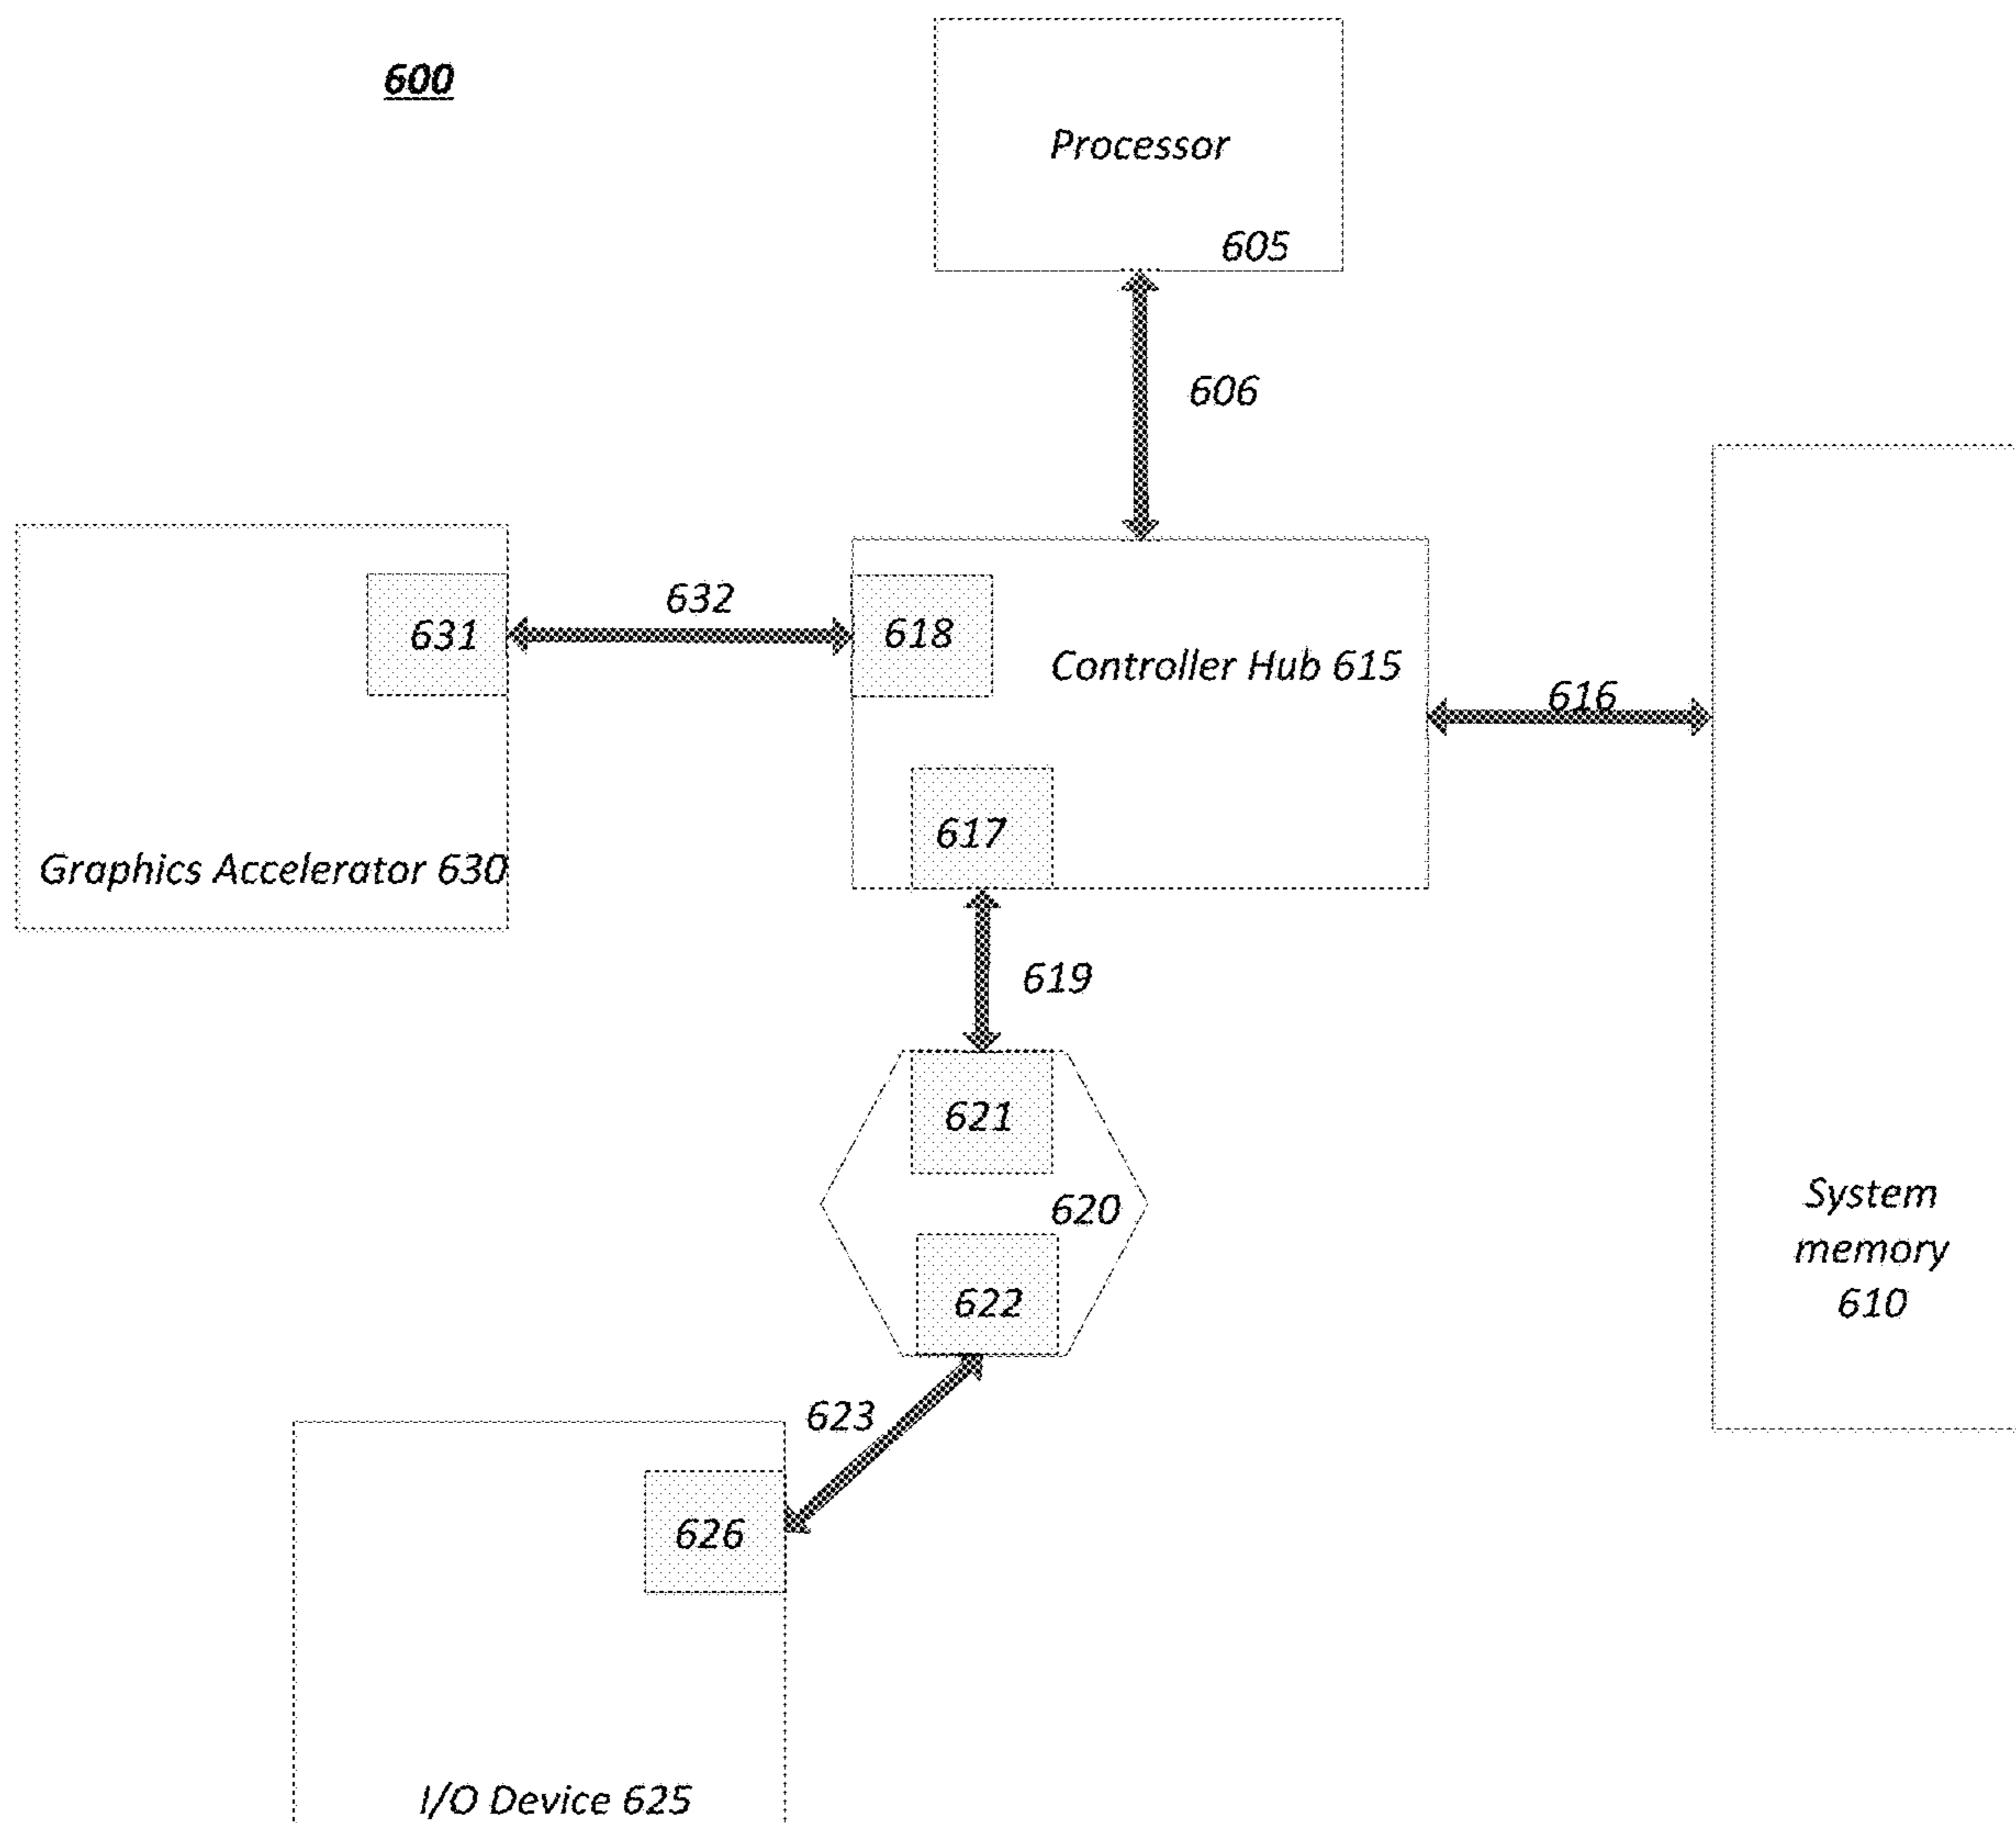 600
Processor
605
606
631
632
618
Controller Hub 615
616
617
Graphics Accelerator 630
619
621
620
System
memory
610
622
623
626
I/O Device 625